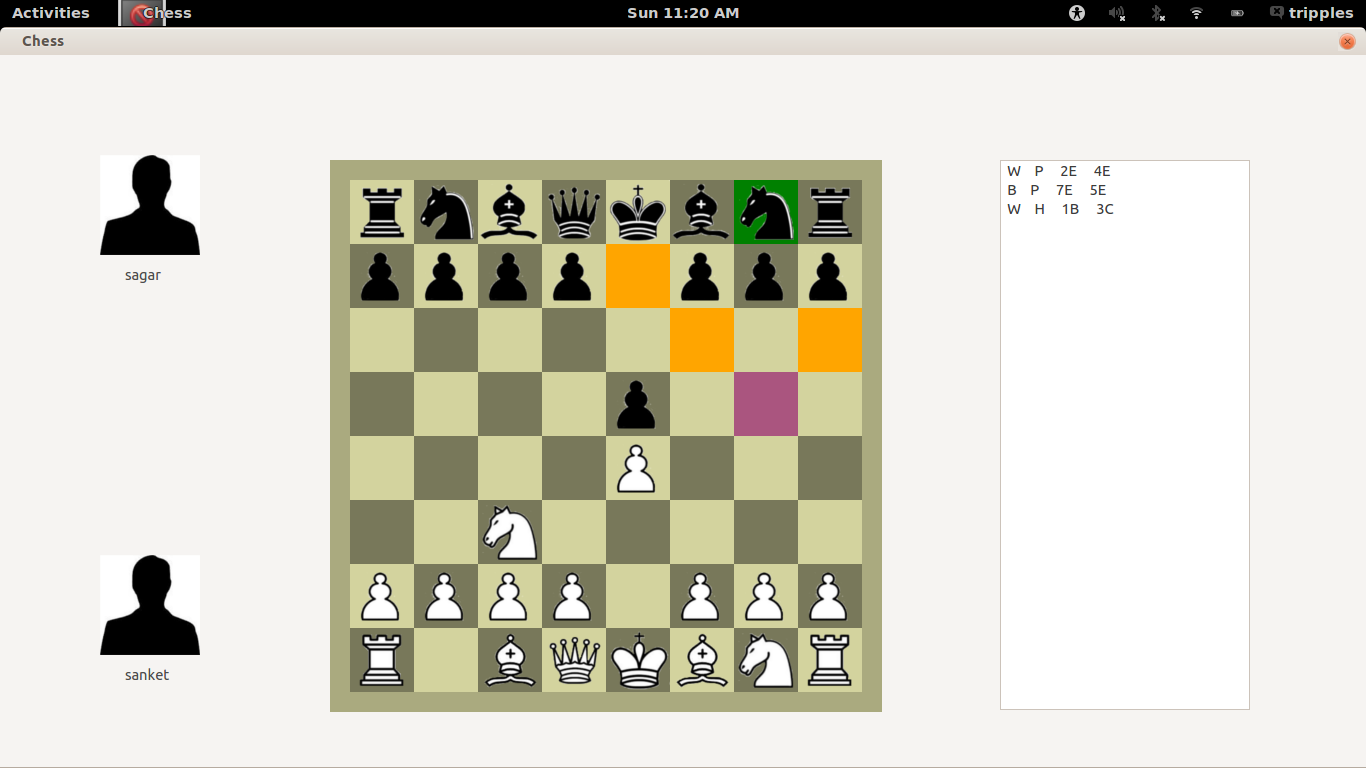 Activities Chess Sun 11:20 AM tripples
Chess
sagar
sanket
W P 2E 4E
B P 7E 5E
W H 1B 3C